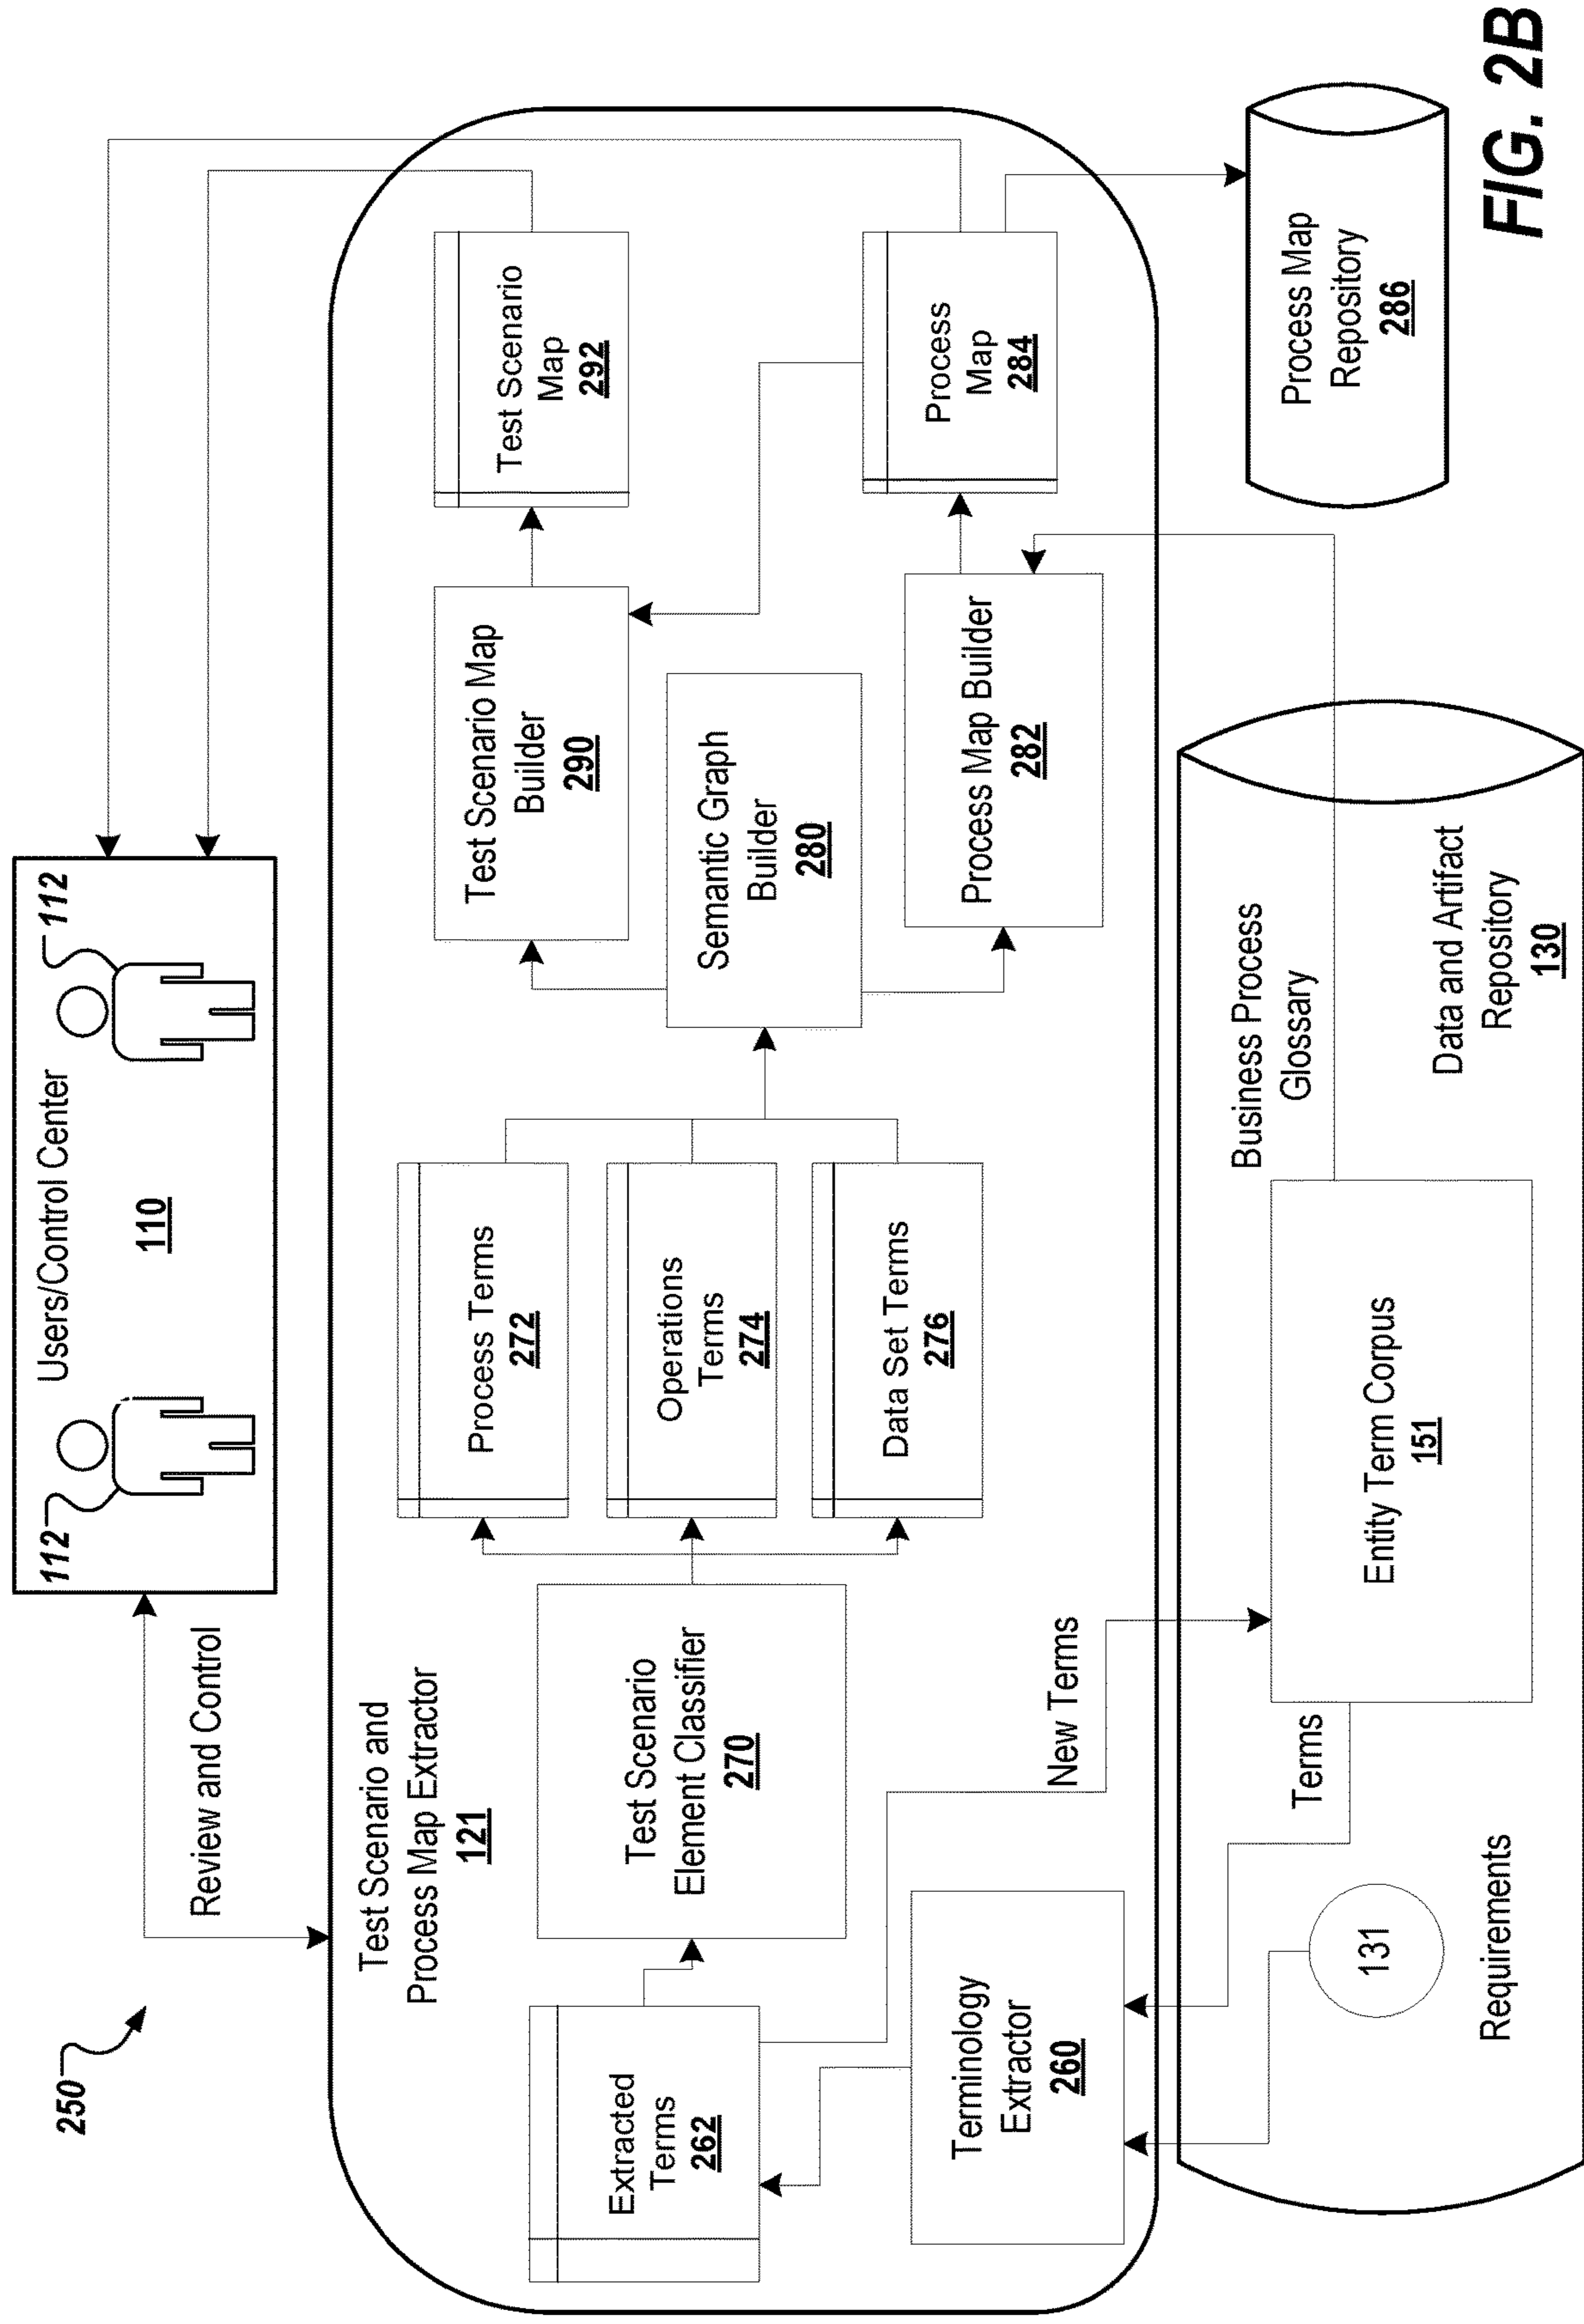 250
Users/Control Center
110
112
112
Review and Control
Test Scenario and
Process Map Extractor
121
Extracted
Terms
262
Test Scenario
Element Classifier
270
Process Terms
272
Operations
Terms
274
Data Set Terms
276
Semantic Graph
Builder
280
Test Scenario Map
Builder
290
Test Scenario
Map
292
Process Map Builder
282
Process
Map
284
Terminology
Extractor
260
New Terms
Terms
131
Requirements
Entity Term Corpus
151
Business Process
Glossary
Data and Artifact
Repository
130
Process Map
Repository
286
FIG. 2B